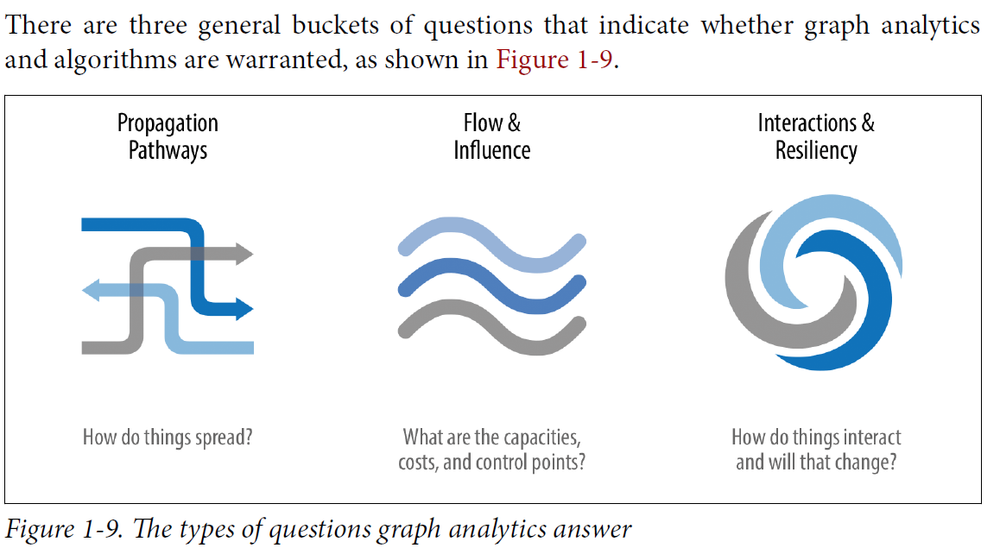 There are three general buckets of questions that indicate whether graph analytics
and algorithms are warranted, as shown in Figure 1-9.
Propagation
Pathways
Flow &
Influence
Interactions &
Resiliency
How do things spread?
What are the capacities,
costs, and control points?
How do things interact
and will that change?
Figure 1-9. The types of questions graph analytics answer